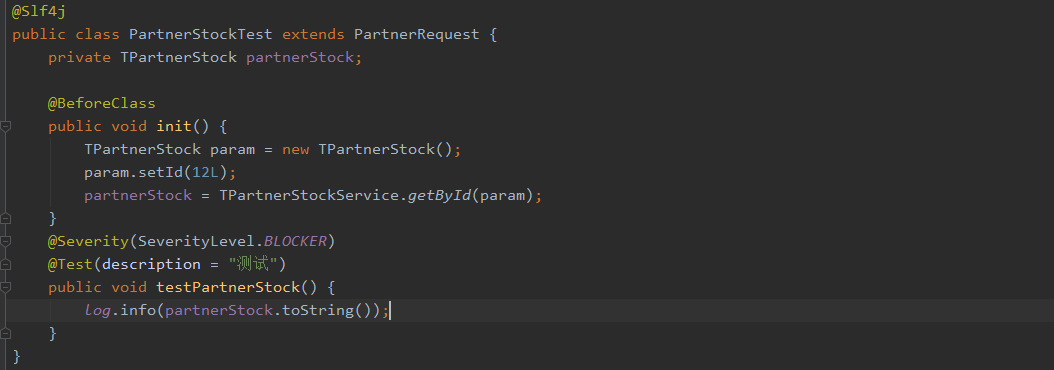 @Slf4j
public class PartnerStockTest extends PartnerRequest {
private TPartnerStock partnerStock;
@BeforeClass
public void init() {
TPartnerStock param = new TPartnerStock();
param.setId(12L);
partnerStock = TPartnerStockService.getById(param);
}
@Severity(SeverityLevel.BLOCKER)
@Test(description = "测试")
public void testPartnerStock() {
log.info(partnerStock.toString());
}
}